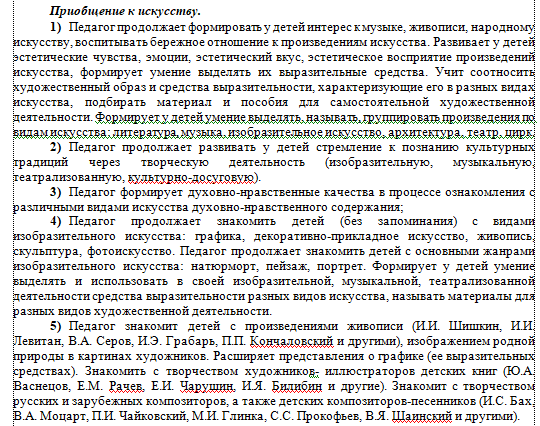 Приобщение к искусству.
1) Педагог продолжает формировать у детей интерес к музыке, живописи, народному
искусству, воспитывать бережное отношение к произведениям искусства. Развивает у детей
эстетические чувства, эмоции, эстетический вкус, эстетическое восприятие произведений
искусства, формирует умение выделять их выразительные средства. Учит соотносить
художественный образ и средства выразительности, характеризующие его в разных видах
искусства, подбирать материал и пособия для самостоятельной художественной
деятельности. Формирует у детей умение выделять, называть, группировать произведения по
видам искусства: литература, музыка, изобразительное искусство, архитектура, театр, цирк.
2) Педагог продолжает развивать у детей стремление к познанию культурных
традиций через творческую деятельность (изобразительную, музыкальную,
театрализованную, культурно-досуговую).
3) Педагог формирует духовно-нравственные качества в процессе ознакомления с
различными видами искусства духовно-нравственного содержания;
4) Педагог продолжает знакомить детей (без запоминания) с видами
изобразительного искусства: графика, декоративно-прикладное искусство, живопись,
скульптура, фотоискусство. Педагог продолжает знакомить детей с основными жанрами
изобразительного искусства: натюрморт, пейзаж, портрет. Формирует у детей умение
выделять и использовать в своей изобразительной, музыкальной, театрализованной
деятельности средства выразительности разных видов искусства, называть материалы для
разных видов художественной деятельности.
5) Педагог знакомит детей с произведениями живописи (И.И. Шишкин, И.И.
Левитан, В.А. Серов, И.Э. Грабарь, П.П. Кончаловский и другими), изображением родной
природы в картинах художников. Расширяет представления о графике (ее выразительных
средствах). Знакомить с творчеством художников- иллюстраторов детских книг (Ю.А.
Васнецов, Е.М. Рачев, Е.И. Чарушин, И.Я. Билибин и другие). Знакомит с творчеством
русских и зарубежных композиторов, а также детских композиторов-песенников (И.С. Бах,
В.А. Моцарт, П.И. Чайковский, М.И. Глинка, С.С. Прокофьев, В.Я. Шаинский и другими).